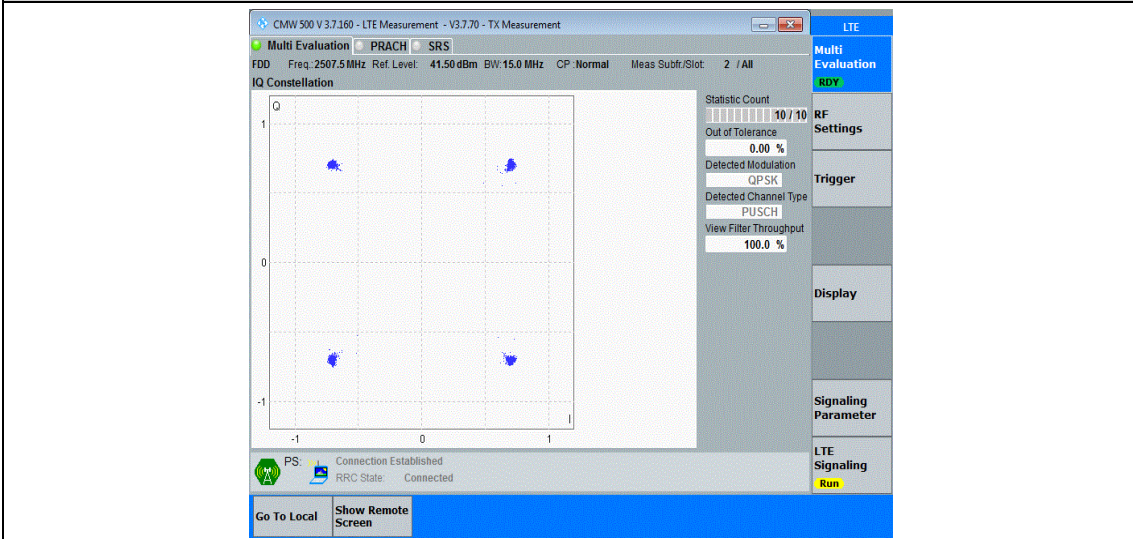 CMW 500 V 3.7.160 - LTE Measurement - V3.7.70 - TX Measurement
LTE
Multi Evaluation PRACH SRS
FDD Freq.:2507.5 MHz Ref. Level: 41.50 dBm BW:15.0 MHz CP :Normal Meas Subfr./Slot: 2 / All
IQ Constellation
Q
1
0
-1
-1 0 1
I
Statistic Count
10 / 10
Out of Tolerance
0.00 %
Detected Modulation
QPSK
Detected Channel Type
PUSCH
View Filter Throughput
100.0 %
Multi
Evaluation
RDY
RF
Settings
Trigger
Display
Signaling
Parameter
LTE
Signaling
Run
PS: Connection Established
RRC State: Connected
Go To Local
Show Remote
Screen